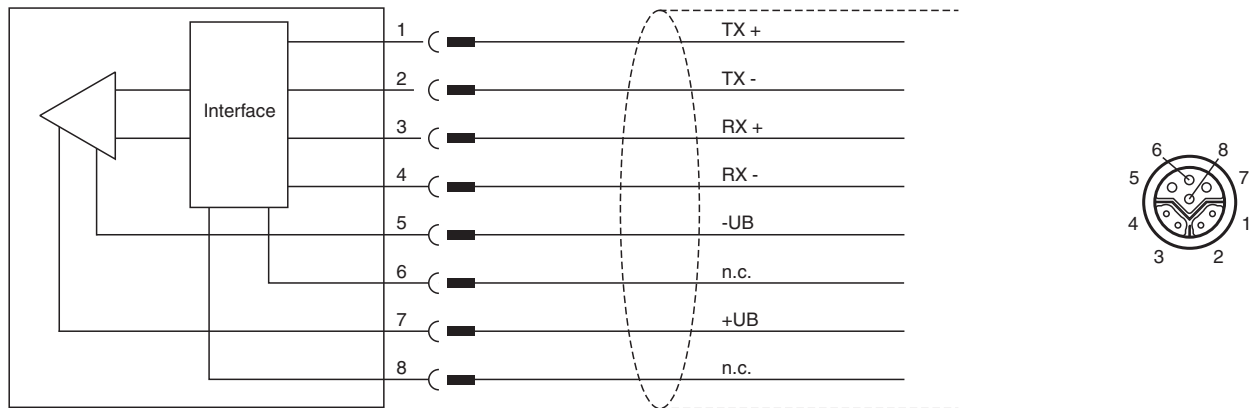 1 TX +
2 TX -
Interface
3 RX +
4 RX -
5 -UB
6 n.c.
7 +UB
8 n.c.
6 8
5 7
4 1
3 2